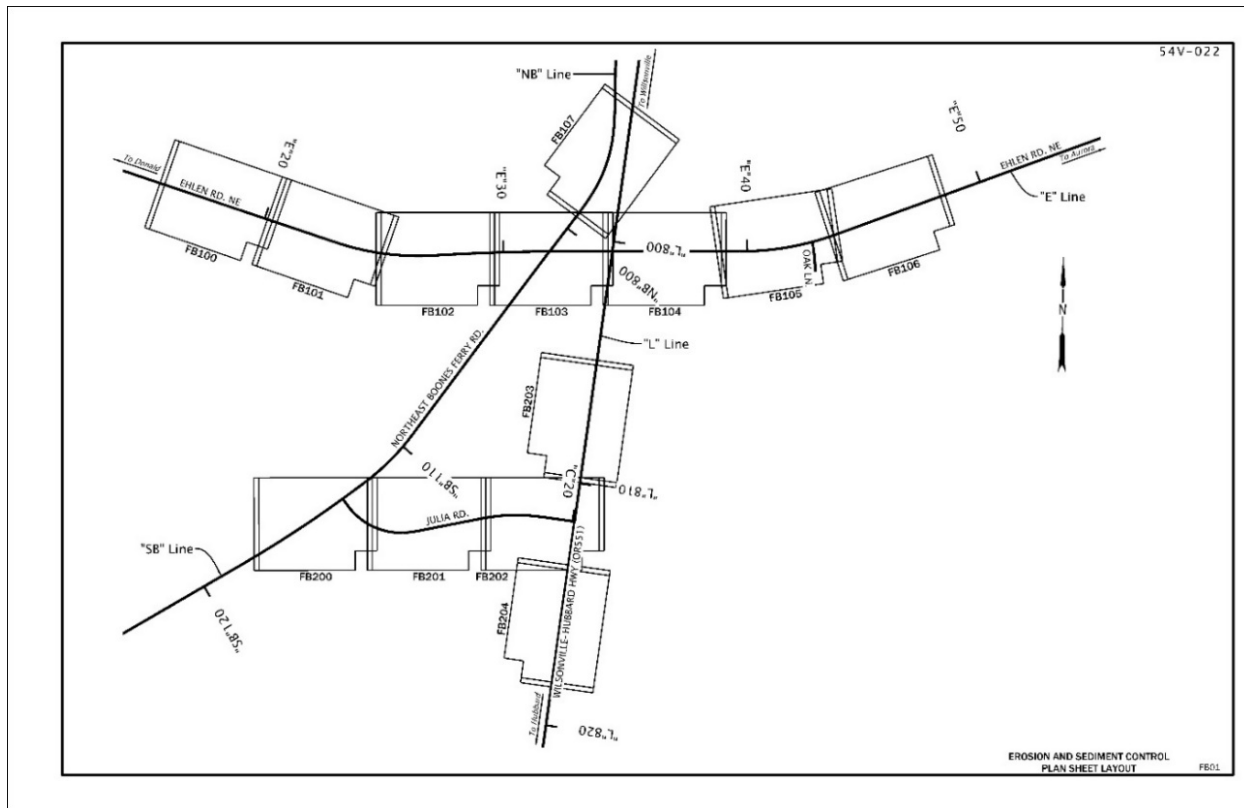 54V-022
"NB" Line
To Wilsonville
FB107
"E"50
"E"20
To Donald
EHLEN RD. NE
"E"30
"E"40
EHLEN RD. NE
To Aurora
"E" Line
FB100
FB101
"L"800
OAK LN.
FB106
FB105
FB102
FB103
"NB"800
FB104
N
"L" Line
NORTHEAST BOONES FERRY RD.
FB203
"SB"110
"C"20
"L"810
JULIA RD.
"SB" Line
FB200
FB201
FB202
WILSONVILLE-HUBBARD HWY (OR551)
FB204
"SB"120
To Hubbard
"L"820
EROSION AND SEDIMENT CONTROL
PLAN SHEET LAYOUT
FB01